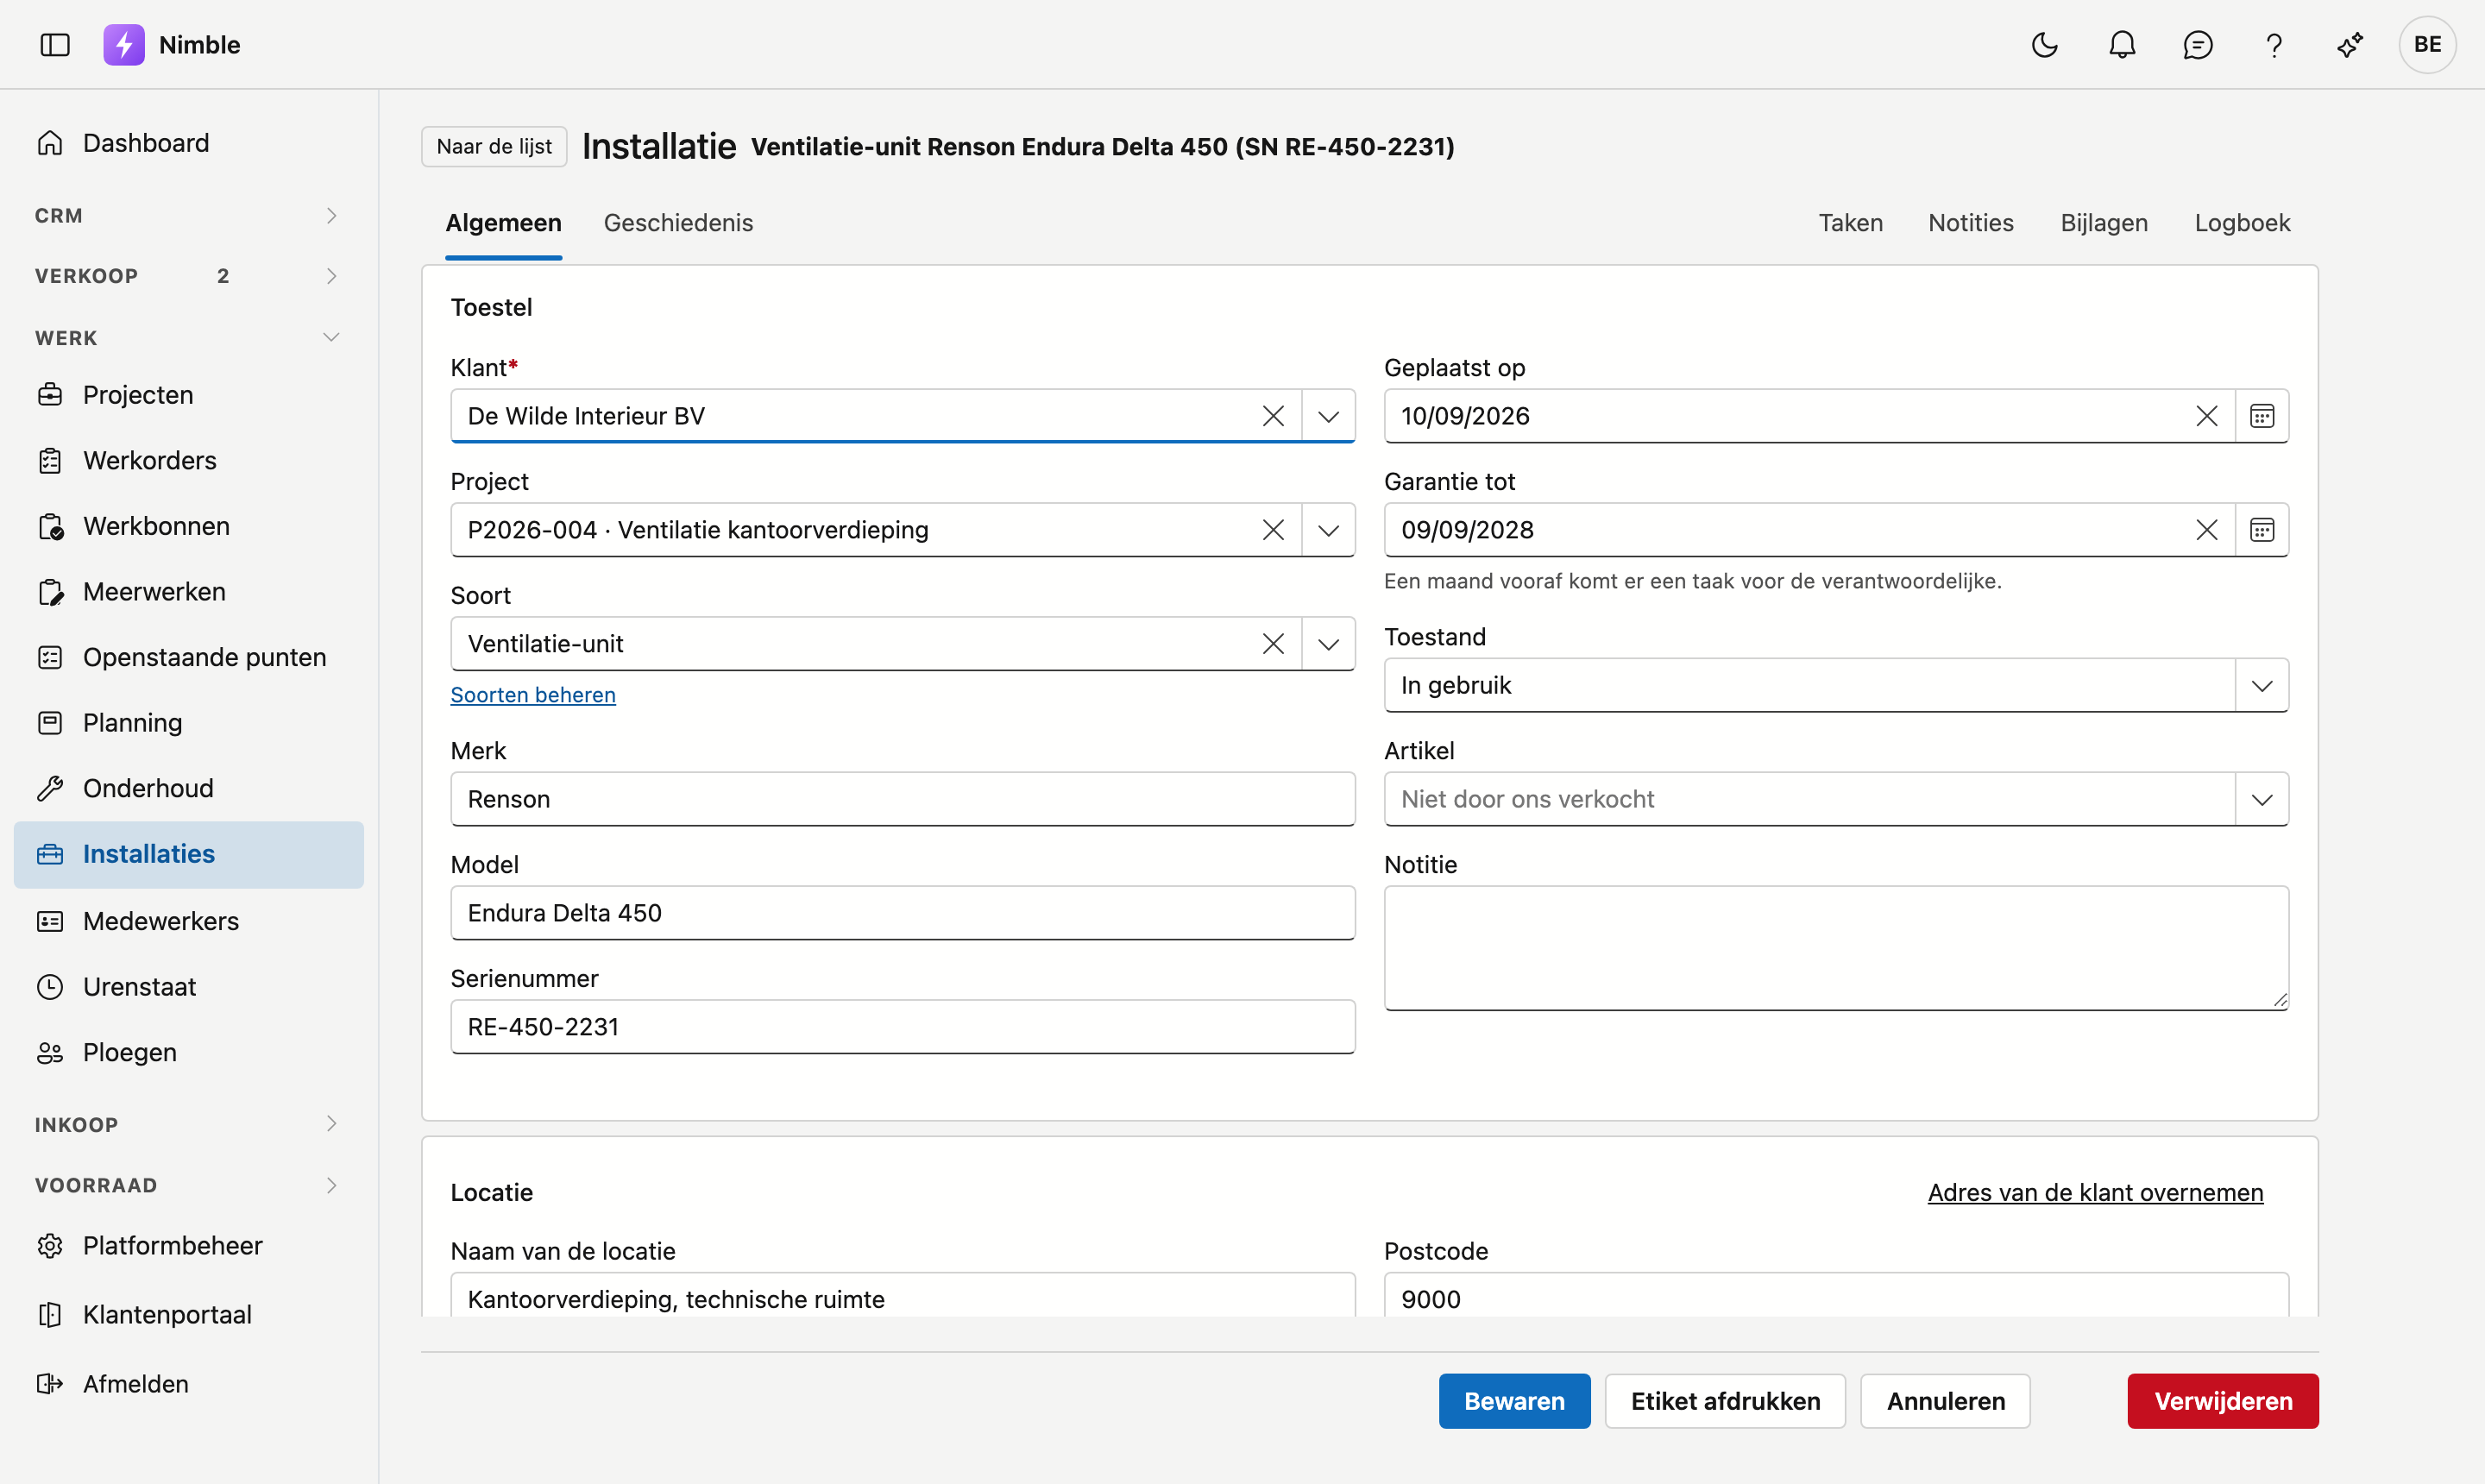 Nimble
BE
Dashboard
CRM
VERKOOP 2
WERK
Projecten
Werkorders
Werkbonnen
Meerwerken
Openstaande punten
Planning
Onderhoud
Installaties
Medewerkers
Urenstaat
Ploegen
INKOOP
VOORRAAD
Platformbeheer
Klantenportaal
Afmelden
Naar de lijst Installatie Ventilatie-unit Renson Endura Delta 450 (SN RE-450-2231)
Algemeen Geschiedenis Taken Notities Bijlagen Logboek
Toestel
Klant*
De Wilde Interieur BV
Project
P2026-004 · Ventilatie kantoorverdieping
Soort
Ventilatie-unit
Soorten beheren
Merk
Renson
Model
Endura Delta 450
Serienummer
RE-450-2231
Geplaatst op
10/09/2026
Garantie tot
09/09/2028
Een maand vooraf komt er een taak voor de verantwoordelijke.
Toestand
In gebruik
Artikel
Niet door ons verkocht
Notitie
Locatie Adres van de klant overnemen
Naam van de locatie
Kantoorverdieping, technische ruimte
Postcode
9000
Bewaren Etiket afdrukken Annuleren Verwijderen